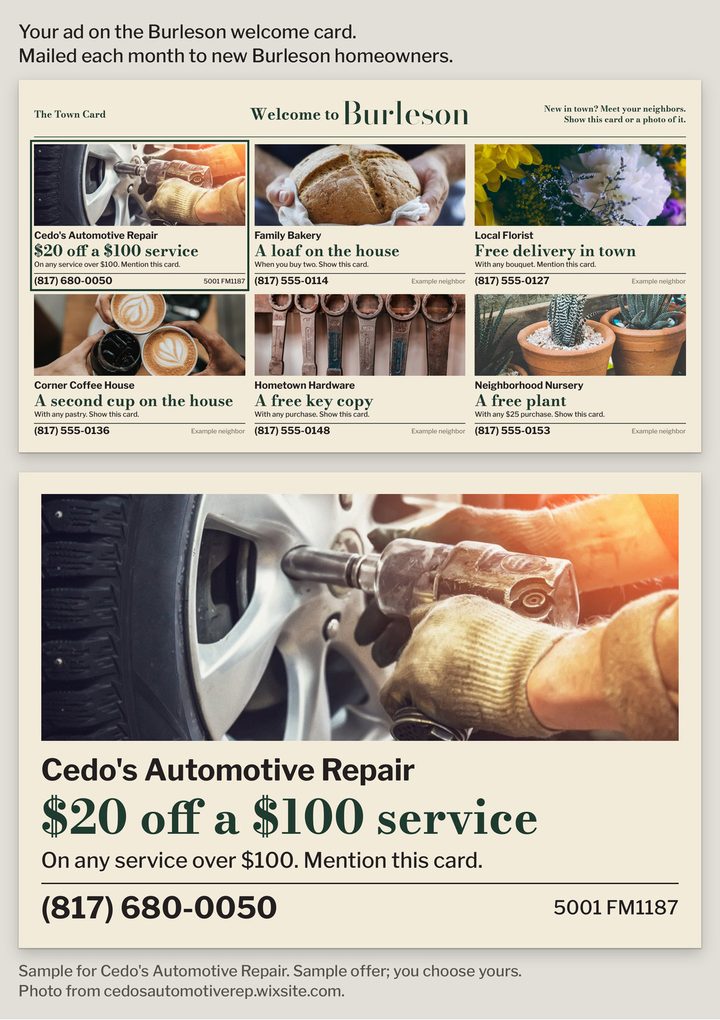 Your ad on the Burleson welcome card.
Mailed each month to new Burleson homeowners.
The Town Card
Welcome to Burleson
New in town? Meet your neighbors.
Show this card or a photo of it.
Cedo's Automotive Repair
$20 off a $100 service
On any service over $100. Mention this card.
(817) 680-0050
5001 FM1187
Family Bakery
A loaf on the house
When you buy two. Show this card.
(817) 555-0114
Example neighbor
Local Florist
Free delivery in town
With any bouquet. Mention this card.
(817) 555-0127
Example neighbor
Corner Coffee House
A second cup on the house
With any pastry. Show this card.
(817) 555-0136
Example neighbor
Hometown Hardware
A free key copy
With any purchase. Show this card.
(817) 555-0148
Example neighbor
Neighborhood Nursery
A free plant
With any $25 purchase. Show this card.
(817) 555-0153
Example neighbor
Cedo's Automotive Repair
$20 off a $100 service
On any service over $100. Mention this card.
(817) 680-0050
5001 FM1187
Sample for Cedo's Automotive Repair. Sample offer; you choose yours.
Photo from cedosautomotiverep.wixsite.com.